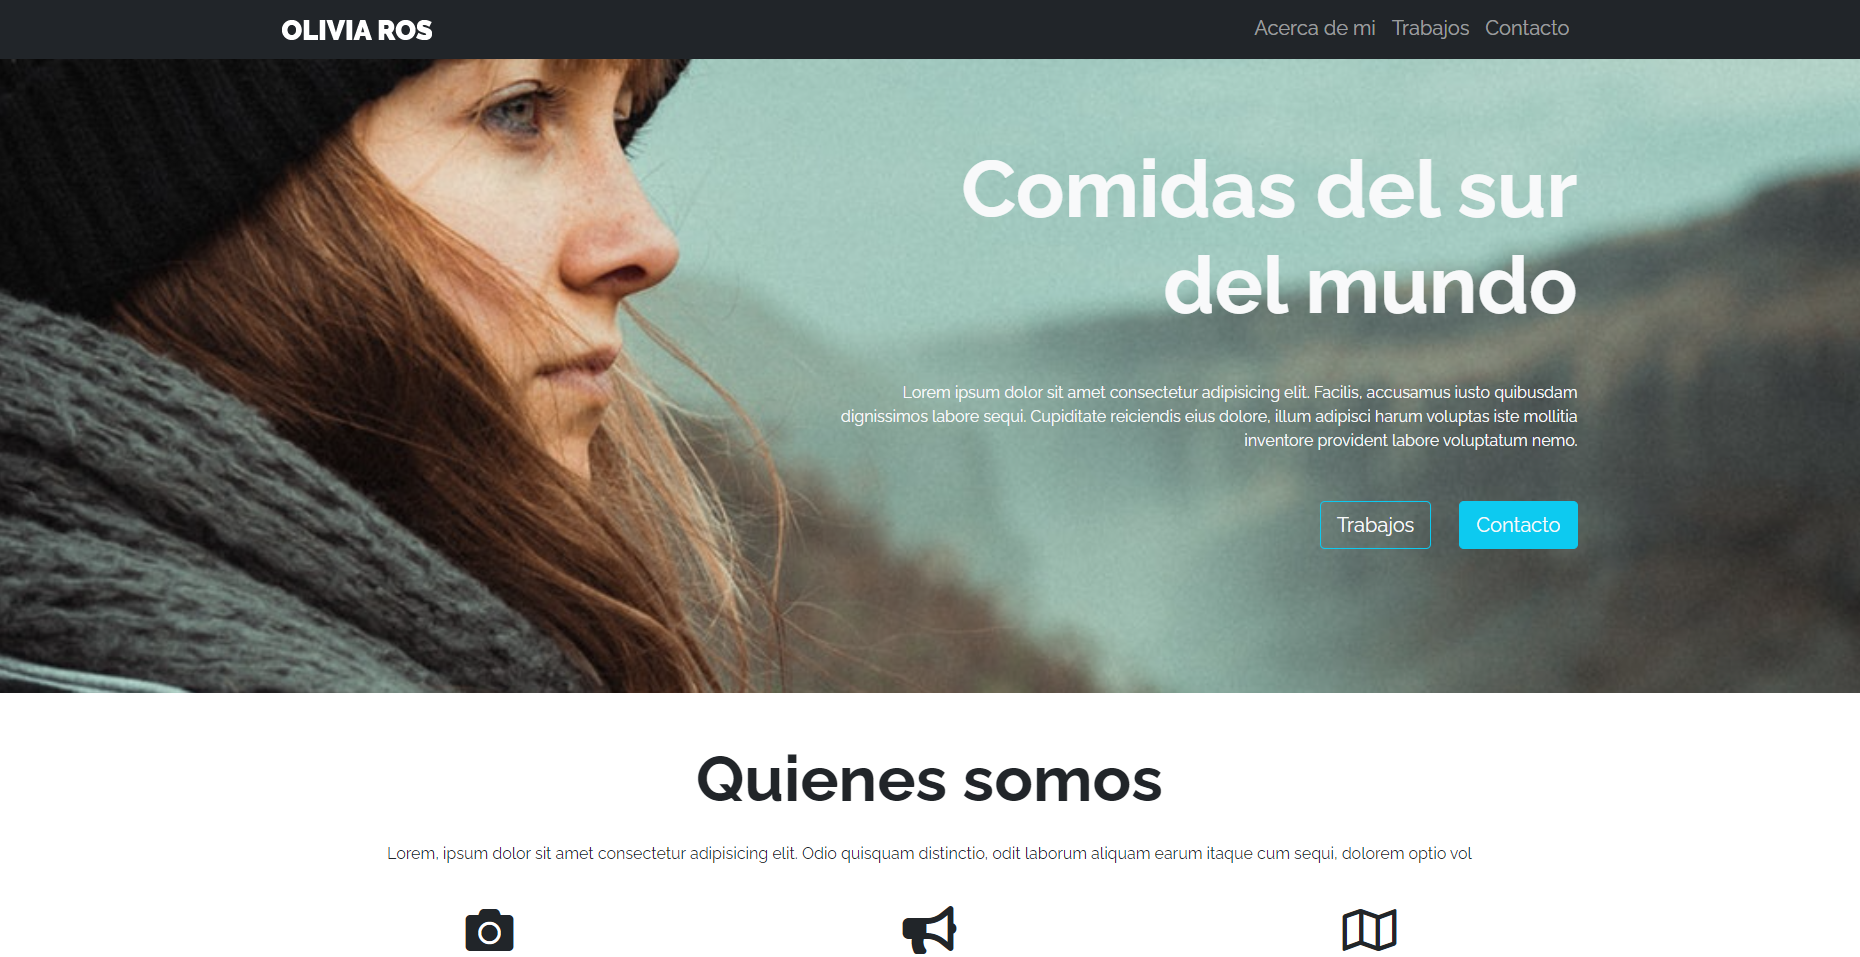 OLIVIA ROS
Acerca de mi Trabajos Contacto
Comidas del sur
del mundo
Lorem ipsum dolor sit amet consectetur adipisicing elit. Facilis, accusamus iusto quibusdam
dignissimos labore sequi. Cupiditate reiciendis eius dolore, illum adipisci harum voluptas iste mollitia
inventore provident labore voluptatum nemo.
Trabajos Contacto
Quienes somos
Lorem, ipsum dolor sit amet consectetur adipisicing elit. Odio quisquam distinctio, odit laborum aliquam earum itaque cum sequi, dolorem optio vol